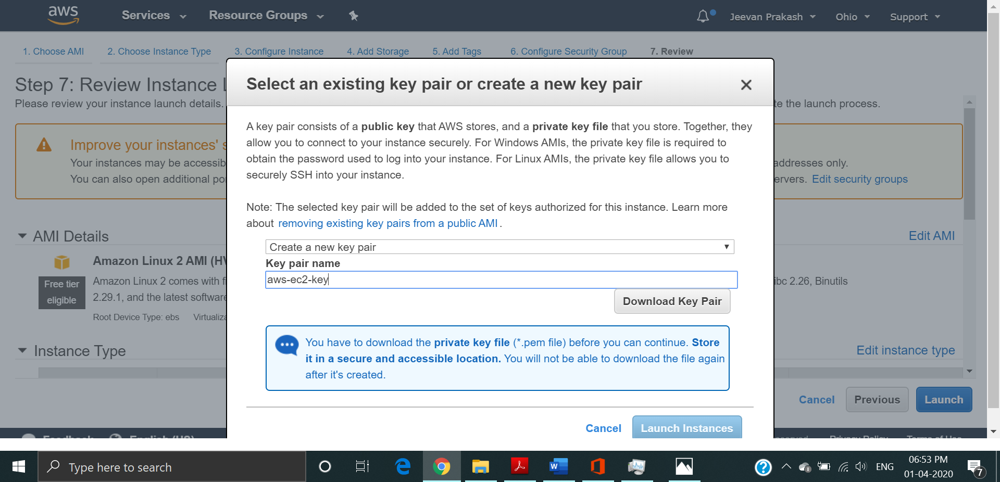 aws
Services
Resource Groups
Jeevan Prakash
Ohio
Support
1. Choose AMI
2. Choose Instance Type
3. Configure Instance
4. Add Storage
5. Add Tags
6. Configure Security Group
7. Review
Step 7: Review Instance
Please review your instance launch details.
te the launch process.
Improve your instances' s
Your instances may be accessib
addresses only.
You can also open additional po
ervers. Edit security groups
AMI Details
Edit AMI
Amazon Linux 2 AMI (HV
Free tier
eligible
Amazon Linux 2 comes with f
ibc 2.26, Binutils
2.29.1, and the latest software
Root Device Type: ebs
Virtualiza
Instance Type
Edit instance type
Cancel
Previous
Launch
Select an existing key pair or create a new key pair
A key pair consists of a public key that AWS stores, and a private key file that you store. Together, they
allow you to connect to your instance securely. For Windows AMIs, the private key file is required to
obtain the password used to log into your instance. For Linux AMIs, the private key file allows you to
securely SSH into your instance.
Note: The selected key pair will be added to the set of keys authorized for this instance. Learn more
about removing existing key pairs from a public AMI .
Create a new key pair
Key pair name
aws-ec2-key
Download Key Pair
You have to download the private key file (*.pem file) before you can continue. Store
it in a secure and accessible location. You will not be able to download the file again
after it's created.
Cancel
Launch Instances
Feedback
English (US)
Privacy Policy
Terms of Use
Type here to search
ENG
06:53 PM
01-04-2020
7